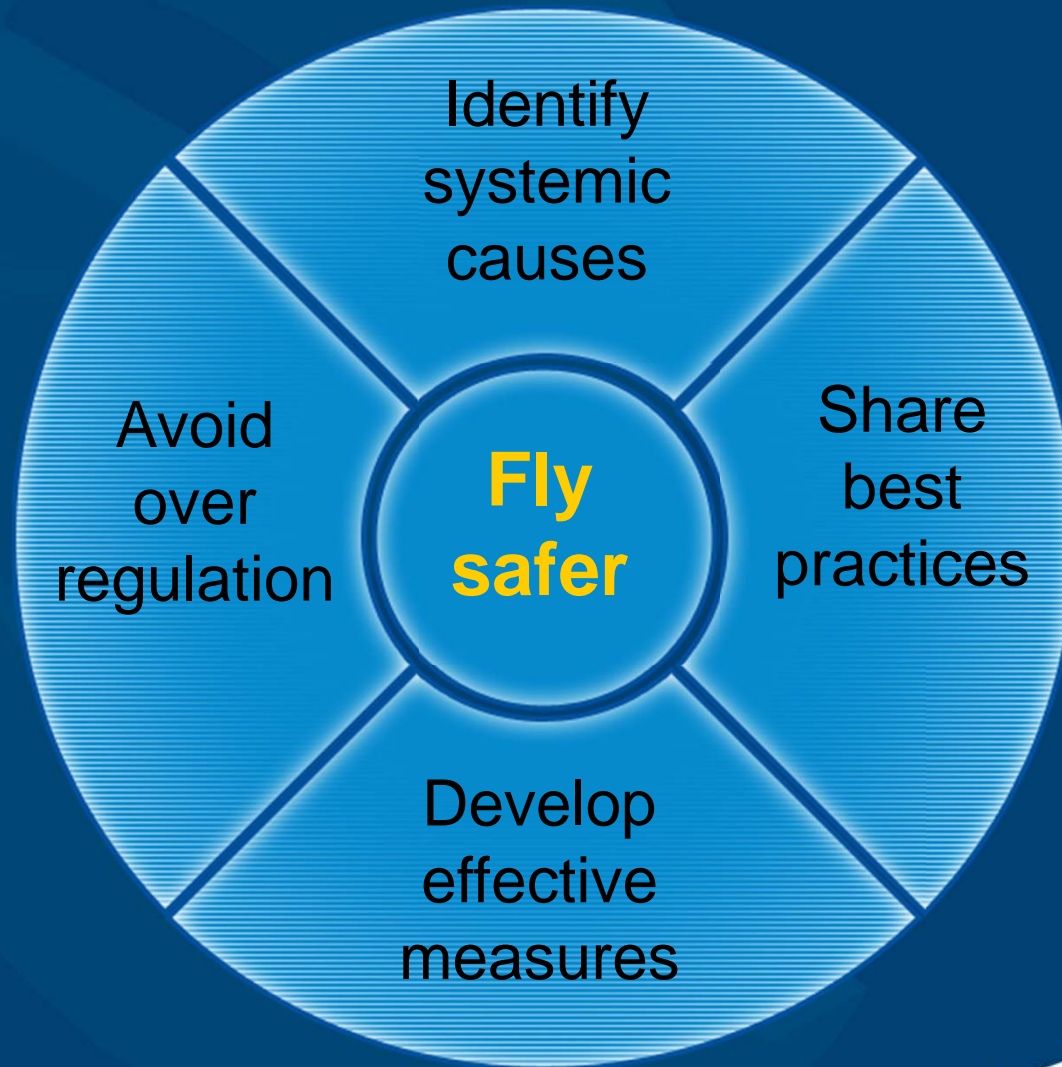 Identify
systemic
causes
Avoid
over
regulation
Fly
safer
Share
best
practices
Develop
effective
measures